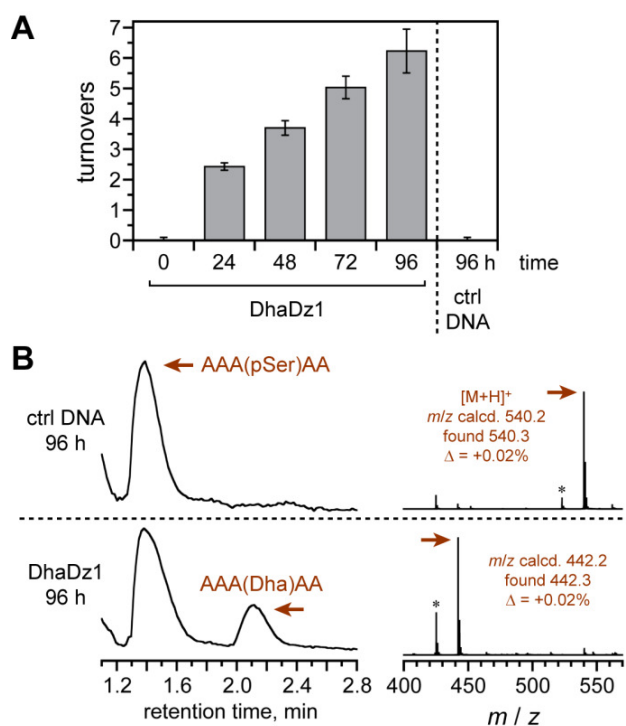 A
turnovers
7
6
5
4
3
2
1
0
0 24 48 72 96 96 h time
DhaDz1
ctrl
DNA
B
AAA(pSer)AA
ctrl DNA
96 h
[M+H]⁺
m/z calcd. 540.2
found 540.3
Δ = +0.02%
*
DhaDz1
96 h
AAA(Dha)AA
m/z calcd. 442.2
found 442.3
Δ = +0.02%
*
1.2 1.6 2.0 2.4 2.8
retention time, min
400 450 500 550
m / z